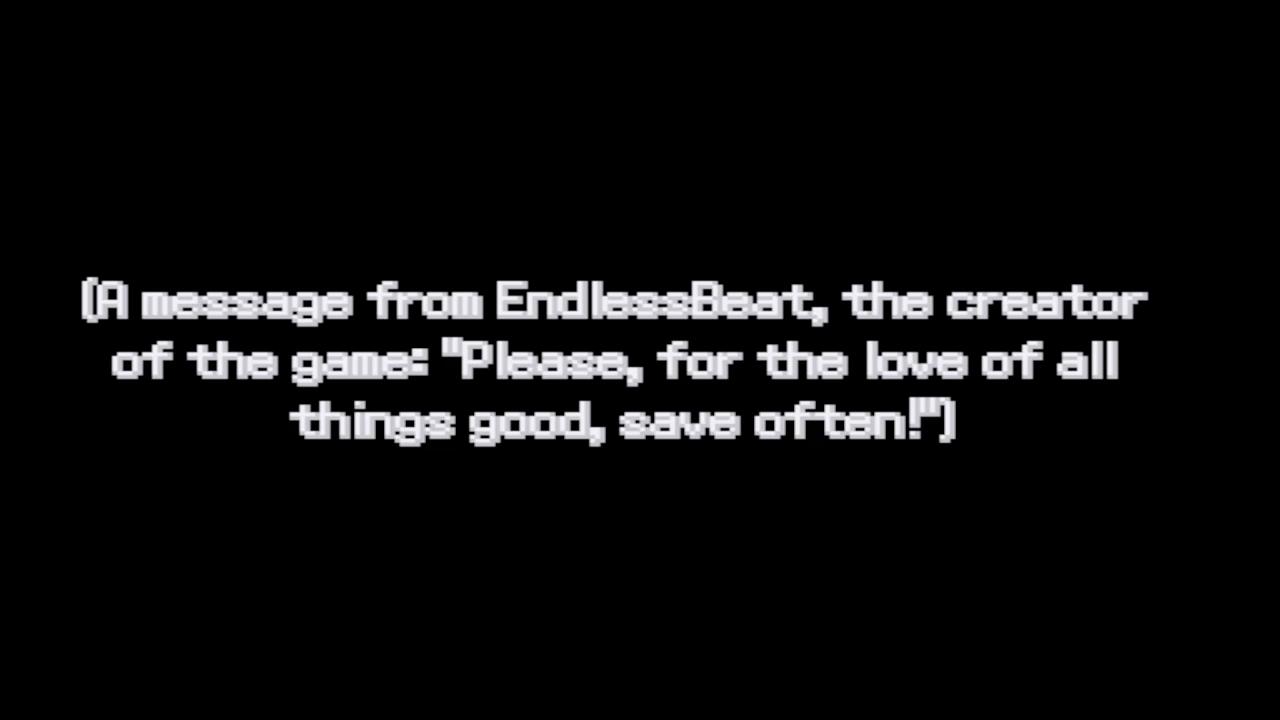 (A message from EndlessBeat, the creator
of the game: "Please, for the love of all
things good, save often!")